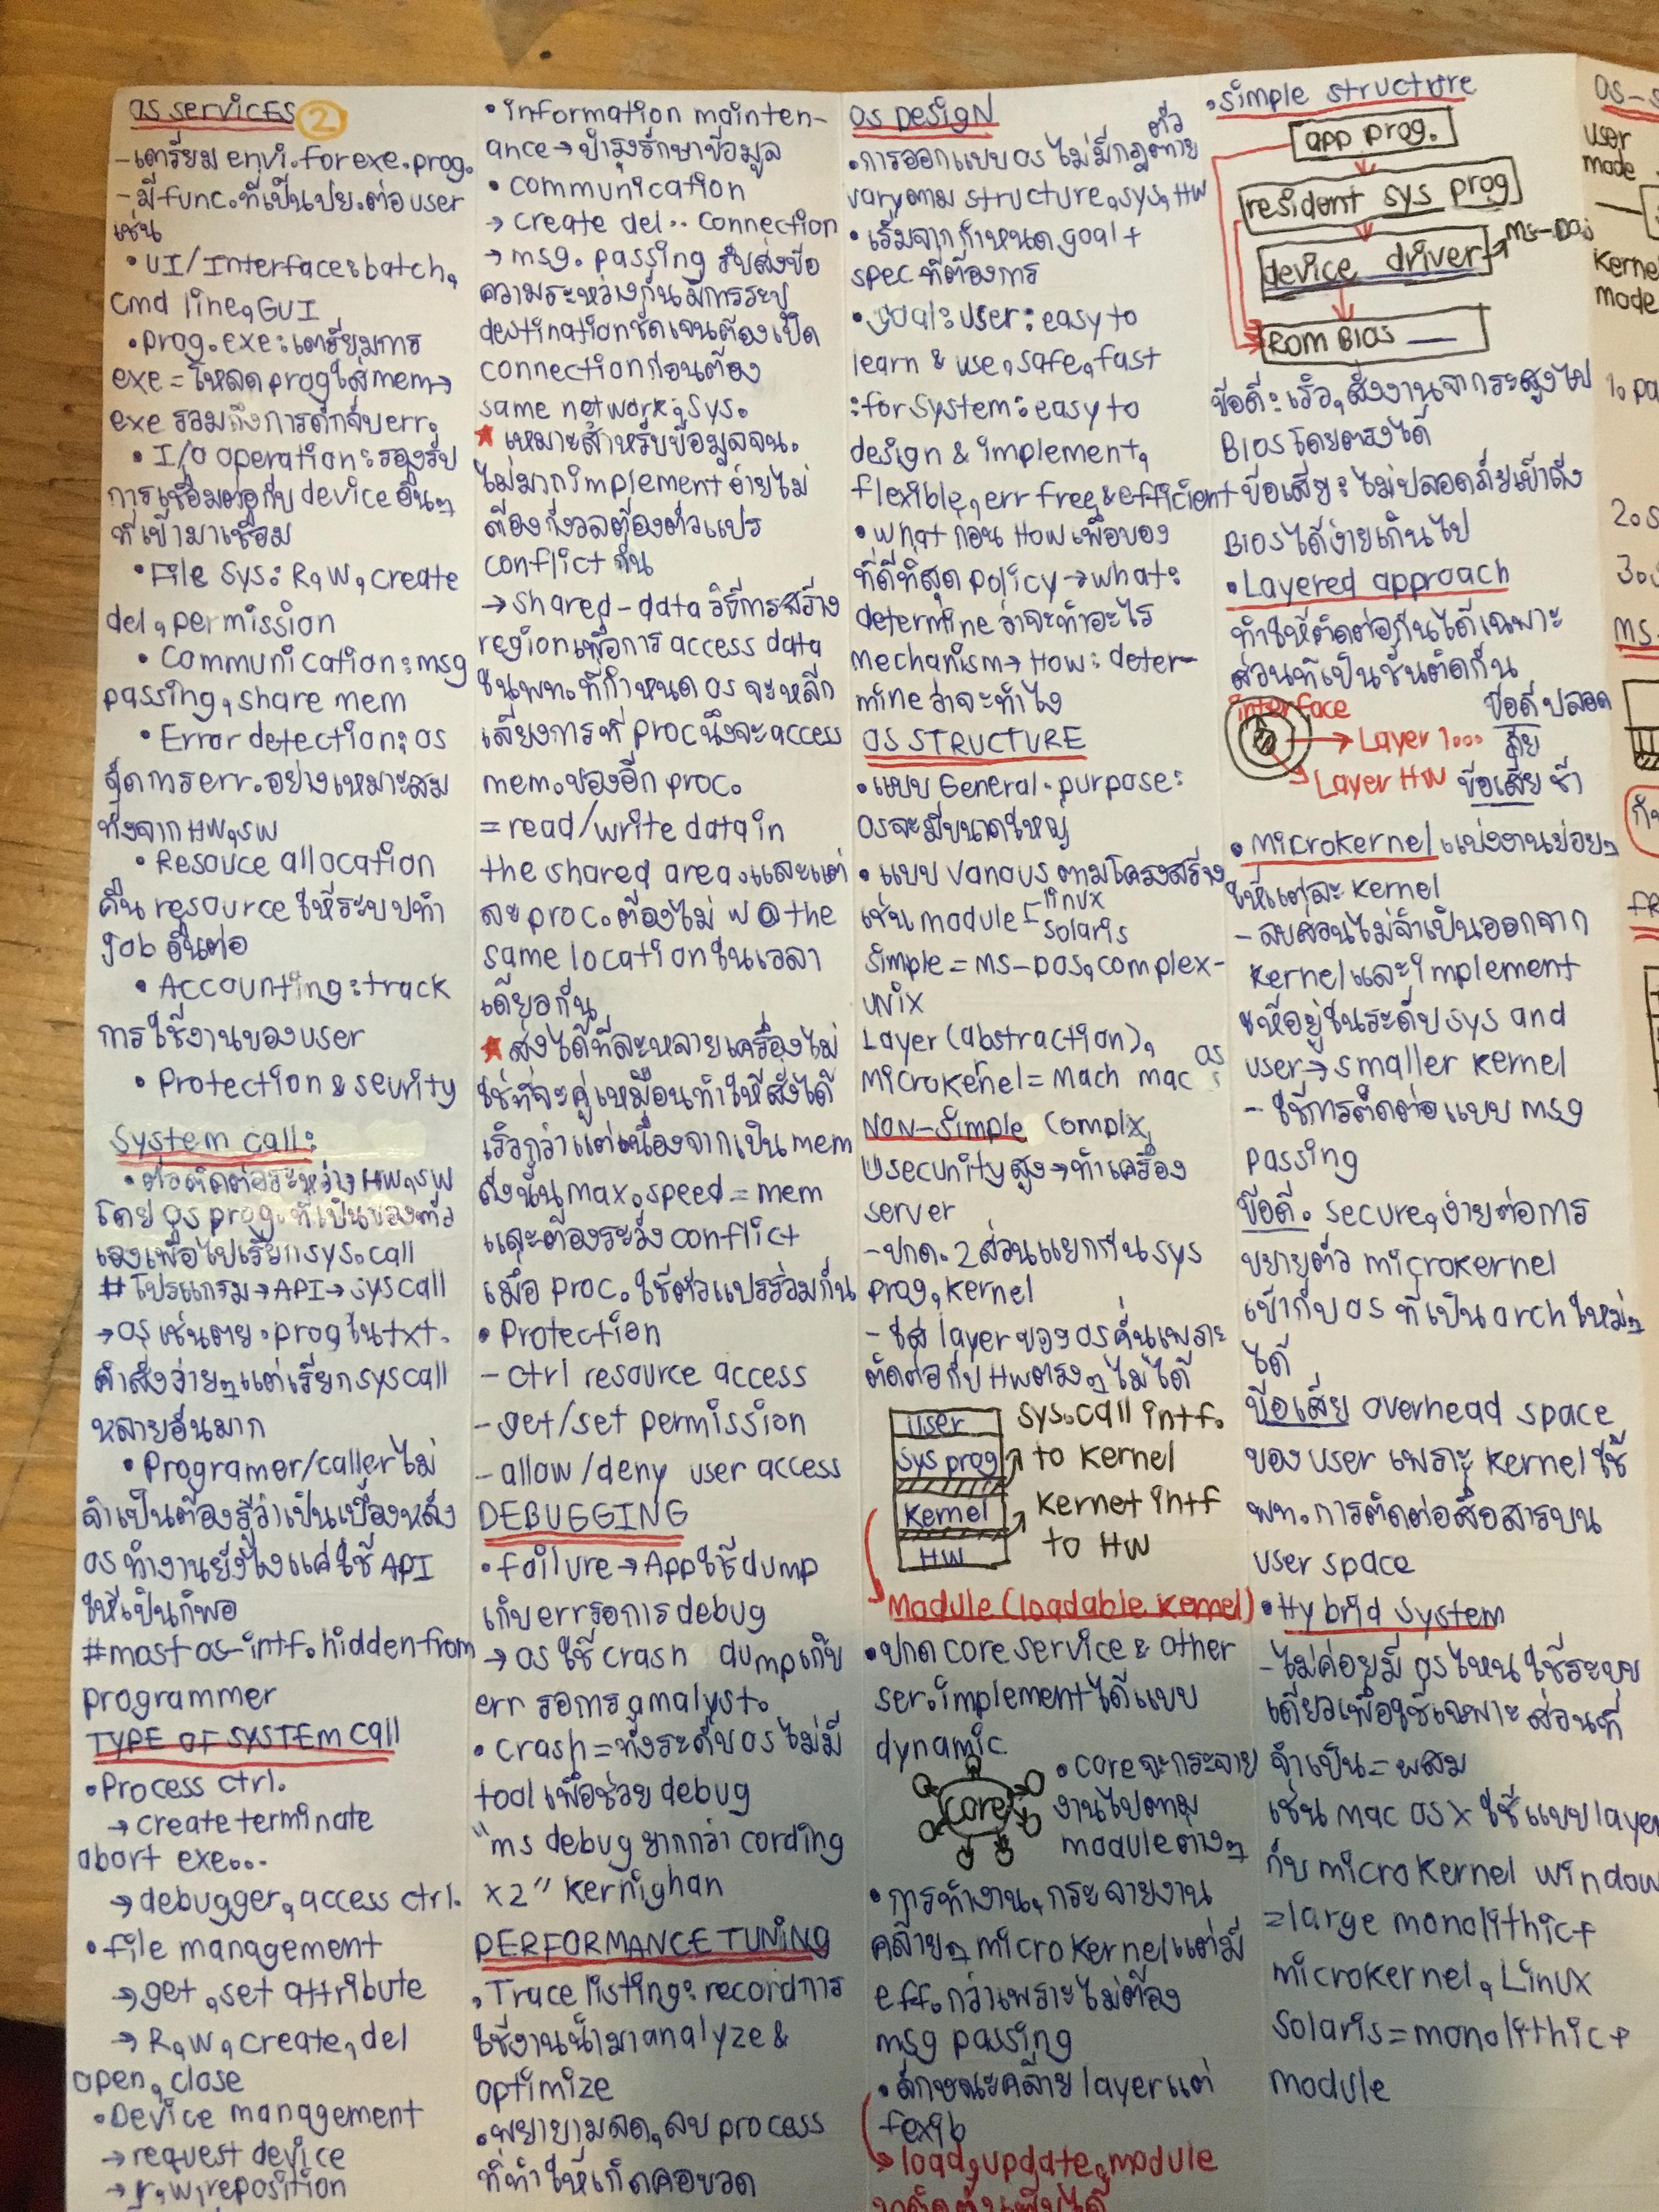 OS SERVICES ②
-เตรียม envi.for exe.prog.
-มี func.ที่เป็นปย.ต่อ user
เช่น
• UI/Interface:batch,
cmd line,GUI
•prog.exe:เตรียมการ
exe = โหลด prog ใส่ mem→
exe รวมถึงการดักจับ err.
• I/O operation:รองรับ
การเชื่อมต่อกับ device อื่นๆ
ที่เข้ามาเชื่อม
•File sys: R,W,create
del,permission
• Communication:msg
passing,share mem
• Error detection:OS
จัดการ err.อย่างเหมาะสม
ทั้งจาก HW,SW
• Resouce allocation
คืน resource ให้ระบบทำ
job อื่นต่อ
• Accounting:track
การใช้งานของ user
• Protection & seurity
System call:
•ตัวติดต่อระหว่าง HW,SW
โดย OS prog.ที่เป็นของตัว
เองเพื่อไปเรียก sys.call
#โปรแกรม→API→sys call
→OS เช่น ตย.prog ใน txt.
คำสั่งง่ายๆแต่เรียก sys call
หลายอันมาก
• Programer/caller ไม่
จำเป็นต้องรู้ว่าเป็นเบื้องหลัง
OS ทำงานยังไงแค่ใช้ API
ให้เป็นก็พอ
#most os-intf.hidden from
programmer
TYPE OF SYSTEM call
•Process ctrl.
→create terminate
abort exe...
→debugger,access ctrl.
•file management
→get,set attribute
→R,W,create,del
open,close
•Device management
→request device
→r,w,reposition
•information mainten-
ance→บำรุงรักษาข้อมูล
• communication
→ create del.. connection
→ msg. passing รับส่งข้อ
ความระหว่างกันมีการระบุ
destination ชัดเจนต้องเปิด
connection ก่อนต้อง
same network,sys.
★ เหมาะสำหรับข้อมูลจน.
ไม่มาก implement ง่ายไม่
ต้องกังวลเรื่องตัวแปร
conflict กัน
→shared-data วิธีการสร้าง
region เพื่อการ access data
ในพท.ที่กำหนด OS จะหลีก
เลี่ยงการที่ proc นึงจะ access
mem.ของอีก proc.
=read/write data in
the shared area.และแต่
ละ proc.ต้องไม่ w@the
same location ในเวลา
เดียวกัน
★ ส่งได้ทีละหลายเครื่องไม่
ใช่ทีละคู่เหมือนทำให้ส่งได้
เร็วกว่าแต่เนื่องจากเป็น mem
ดังนั้น max.speed = mem
และต้องระวัง conflict
เมื่อ proc.ใช้ตัวแปรร่วมกัน
• Protection
-ctrl resource access
-get/set permission
-allow/deny user access
DEBUGGING
•failure→App ใช้ dump
เก็บ err รอการ debug
→ OS ใช้ crash dump เก็บ
err รอการ analyst.
• crash = ทั้งระดับ OS ไม่มี
tool เพื่อช่วย debug
"การ debug ยากกว่า cording
x2" Kernighan
PERFORMANCE TUNING
•Trace listing:record การ
ใช้งานนำมา analyze &
optimize
•พยายามลด,ลบ process
ที่ทำให้เกิดคอขวด
OS DESIGN
•การออกแบบ OS ไม่มีกฎตายตัว
vary ตาม structure,sys,HW
•เริ่มจากกำหนด goal+
spec ที่ต้องการ
•goal:user:easy to
learn & use,safe,fast
:for system:easy to
design & implement,
flexible,err free,&efficient
•what ก่อน How เพื่อของ
ที่ดีที่สุด policy→what:
determine ว่าจะทำอะไร
mechanism→How:deter-
mine ว่าจะทำไง
OS STRUCTURE
•แบบ General-purpose:
OS จะมีขนาดใหญ่
•แบบ Various ตามโครงสร้าง
เช่น module - linux
solaris
simple = MS-DOS,complex-
UNIX
Layer(abstraction),
microkernel = Mach mac OS
NON-SIMPLE complx,
security สูง→ทำเครื่อง
server
-ปกต.2 ส่วนแยกกัน sys
prog,kernel
-ใส่ layer ของ OS คั่นเพราะ
ติดต่อกับ HW ตรงๆไม่ได้
user
sys prog
kernel
HW
sys.call intf.
to kernel
kernel intf
to HW
Module (loadable kernel)
•ปกต core service & other
ser.implement ได้แบบ
dynamic
core
•core จะกระจาย
งานไปตาม
module ต่างๆ
•การทำงาน,กระจายงาน
คล้ายๆ microkernel แต่มี
eff.กว่าเพราะไม่ต้อง
msg passing
•ลักษณะคล้าย layer แต่
fexib
→load,update,module
•simple structure
app prog.
resident sys prog
device driver
ROM BIOS
MS-DOS
ข้อดี: เร็ว,สั่งงานจากระดูงไป
BIOS โดยตรงได้
ข้อเสีย: ไม่ปลอดภัยเข้าถึง
BIOS ได้ง่ายเกินไป
•Layered approach
ทำให้ติดต่อกันได้เฉพาะ
ส่วนที่เป็นชั้นติดกัน
interface
→Layer 1...
→Layer HW
ข้อดี ปลอด
ภัย
ข้อเสีย ช้า
•Microkernel แบ่งงานย่อยๆ
ให้แต่ละ kernel
-ลบส่วนไม่จำเป็นออกจาก
kernel และ implement
ให้อยู่ในระดับ sys and
user→smaller kernel
-ใช้การติดต่อแบบ msg
passing
ข้อดี. secure,ง่ายต่อการ
ขยายตัว microkernel
เข้ากับ OS ที่เป็น arch ใหม่ๆ
ได้
ข้อเสีย overhead space
ของ user เพราะ kernel ใช้
พท.การติดต่อสื่อสารบน
user space
•Hybrid system
-ไม่ค่อยมี OS ไหนใช้ระบบ
เดียวเพื่อใช้เฉพาะส่วนที่
จำเป็น = ผสม
เช่น Mac OS X ใช้แบบ layer
กับ microkernel window
=large monolithic+
microkernel,Linux
solaris=monolithic+
module
user
mode
kerne
mode